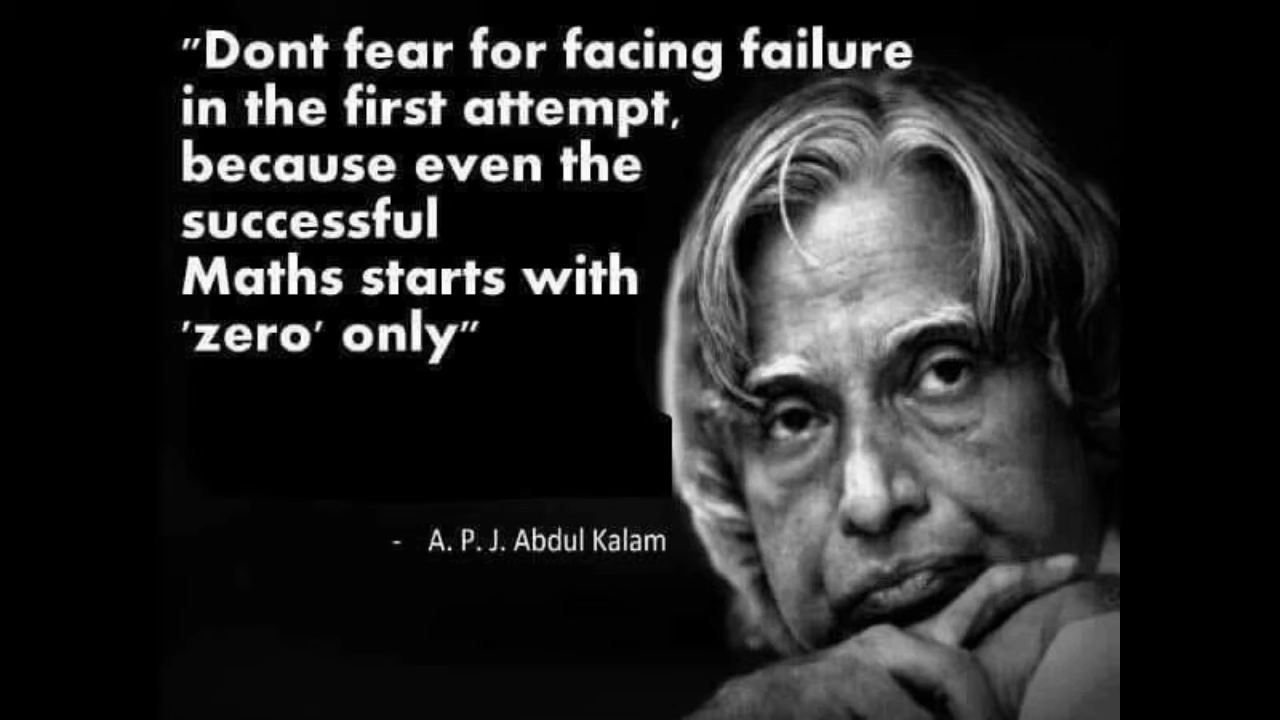 "Dont fear for facing failure
in the first attempt,
because even the
successful
Maths starts with
'zero' only"
- A. P. J. Abdul Kalam